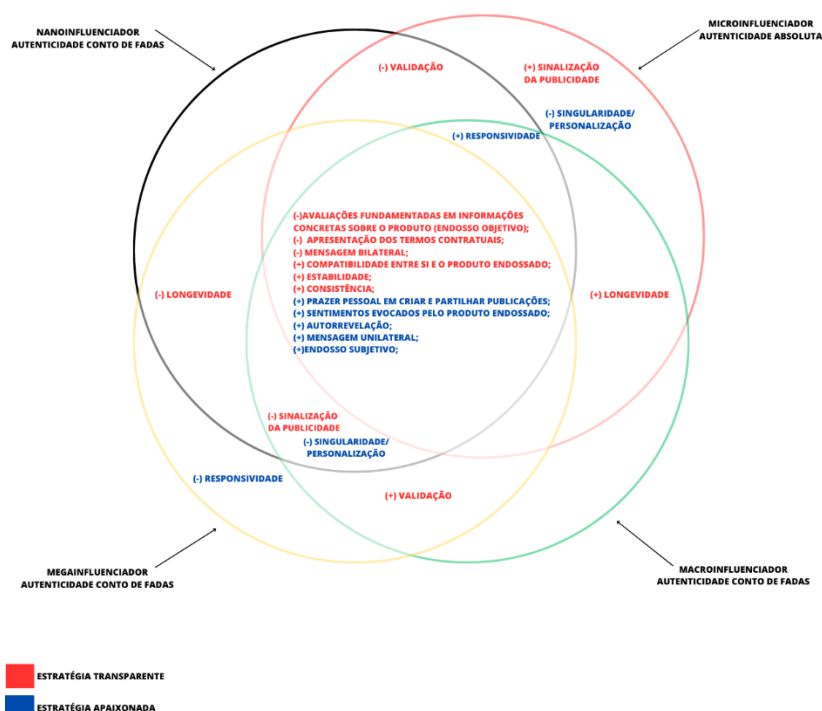 NANOINFLUENCIADOR
AUTENTICIDADE CONTO DE FADAS
MICROINFLUENCIADOR
AUTENTICIDADE ABSOLUTA
(-) VALIDAÇÃO
(+) SINALIZAÇÃO
DA PUBLICIDADE
(-) SINGULARIDADE/
PERSONALIZAÇÃO
(+) RESPONSIVIDADE
(-)AVALIAÇÕES FUNDAMENTADAS EM INFORMAÇÕES
CONCRETAS SOBRE O PRODUTO (ENDOSSO OBJETIVO);
(-) APRESENTAÇÃO DOS TERMOS CONTRATUAIS;
(-) MENSAGEM BILATERAL;
(+) COMPATIBILIDADE ENTRE SI E O PRODUTO ENDOSSADO;
(+) ESTABILIDADE;
(+) CONSISTÊNCIA;
(+) PRAZER PESSOAL EM CRIAR E PARTILHAR PUBLICAÇÕES;
(+) SENTIMENTOS EVOCADOS PELO PRODUTO ENDOSSADO;
(+) AUTORREVELAÇÃO;
(+) MENSAGEM UNILATERAL;
(+)ENDOSSO SUBJETIVO;
(-) LONGEVIDADE
(+) LONGEVIDADE
(-) SINALIZAÇÃO
DA PUBLICIDADE
(-) SINGULARIDADE/
PERSONALIZAÇÃO
(-) RESPONSIVIDADE
(+) VALIDAÇÃO
MEGAINFLUENCIADOR
AUTENTICIDADE CONTO DE FADAS
MACROINFLUENCIADOR
AUTENTICIDADE CONTO DE FADAS
ESTRATÉGIA TRANSPARENTE
ESTRATÉGIA APAIXONADA